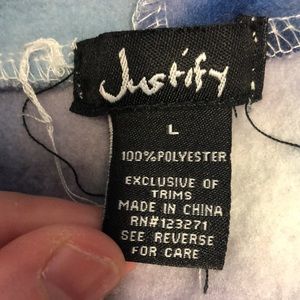 Justify
L
100%POLYESTER
EXCLUSIVE OF
TRIMS
MADE IN CHINA
RN#123271
SEE REVERSE
FOR CARE